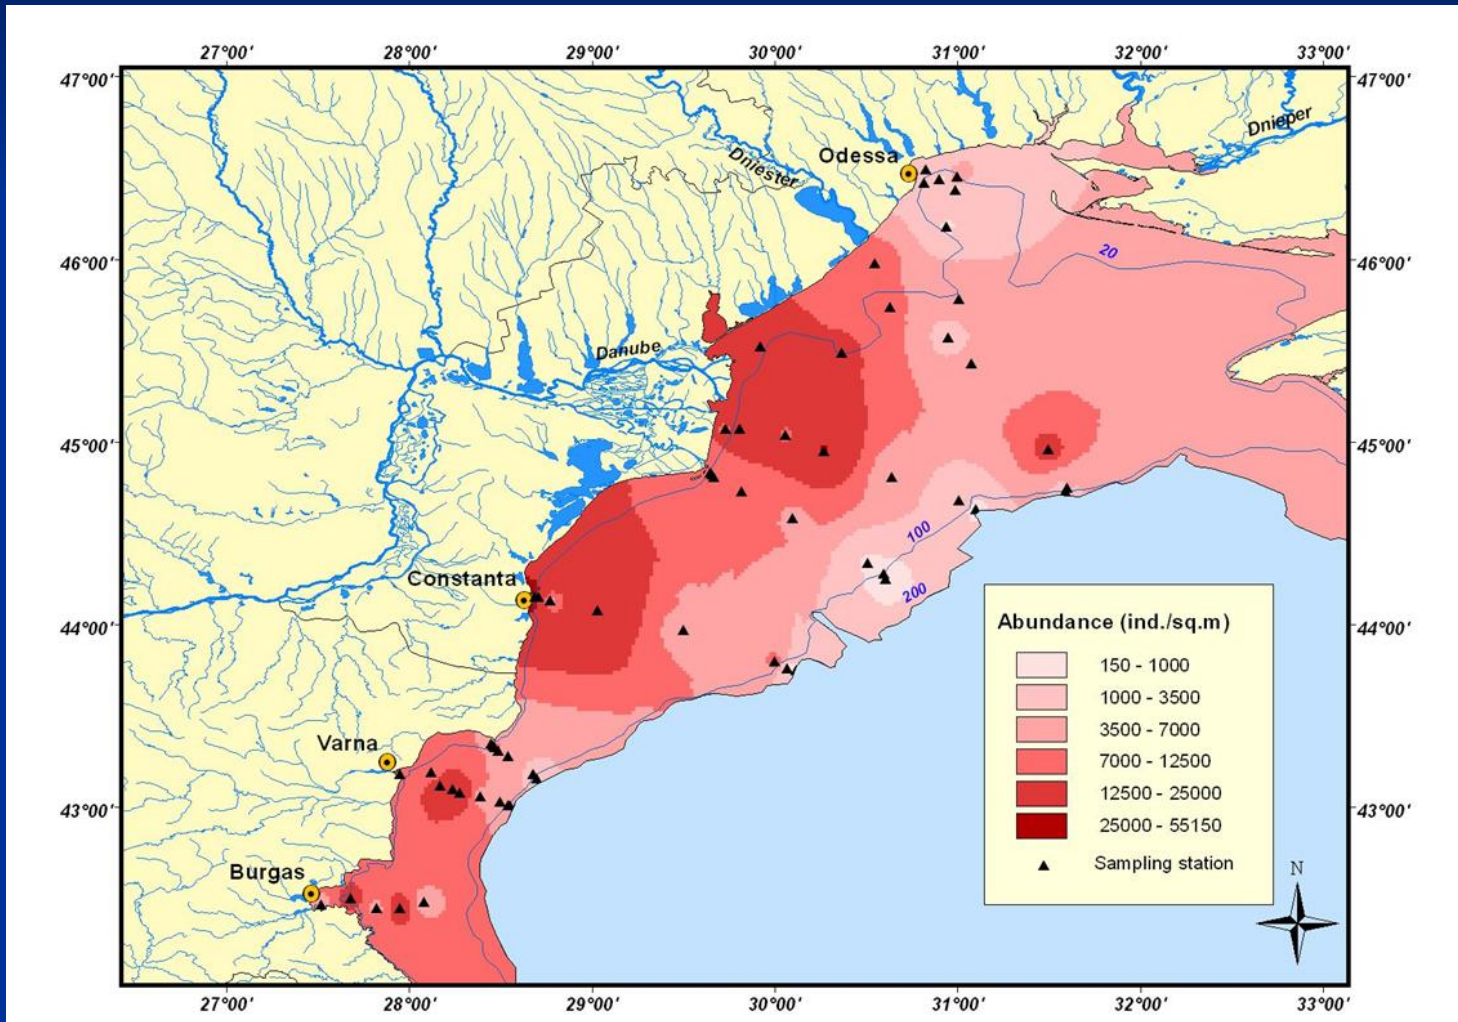 27°00' 28°00' 29°00' 30°00' 31°00' 32°00' 33°00'
47°00' 47°00'
Dnieper
Odessa
Dniester
46°00' 20 46°00'
Danube
45°00' 45°00'
100
Constanta
200
44°00' 44°00'
Abundance (ind./sq.m)
150 - 1000
1000 - 3500
3500 - 7000
7000 - 12500
12500 - 25000
25000 - 55150
Sampling station
Varna
43°00' 43°00'
Burgas
N
27°00' 28°00' 29°00' 30°00' 31°00' 32°00' 33°00'